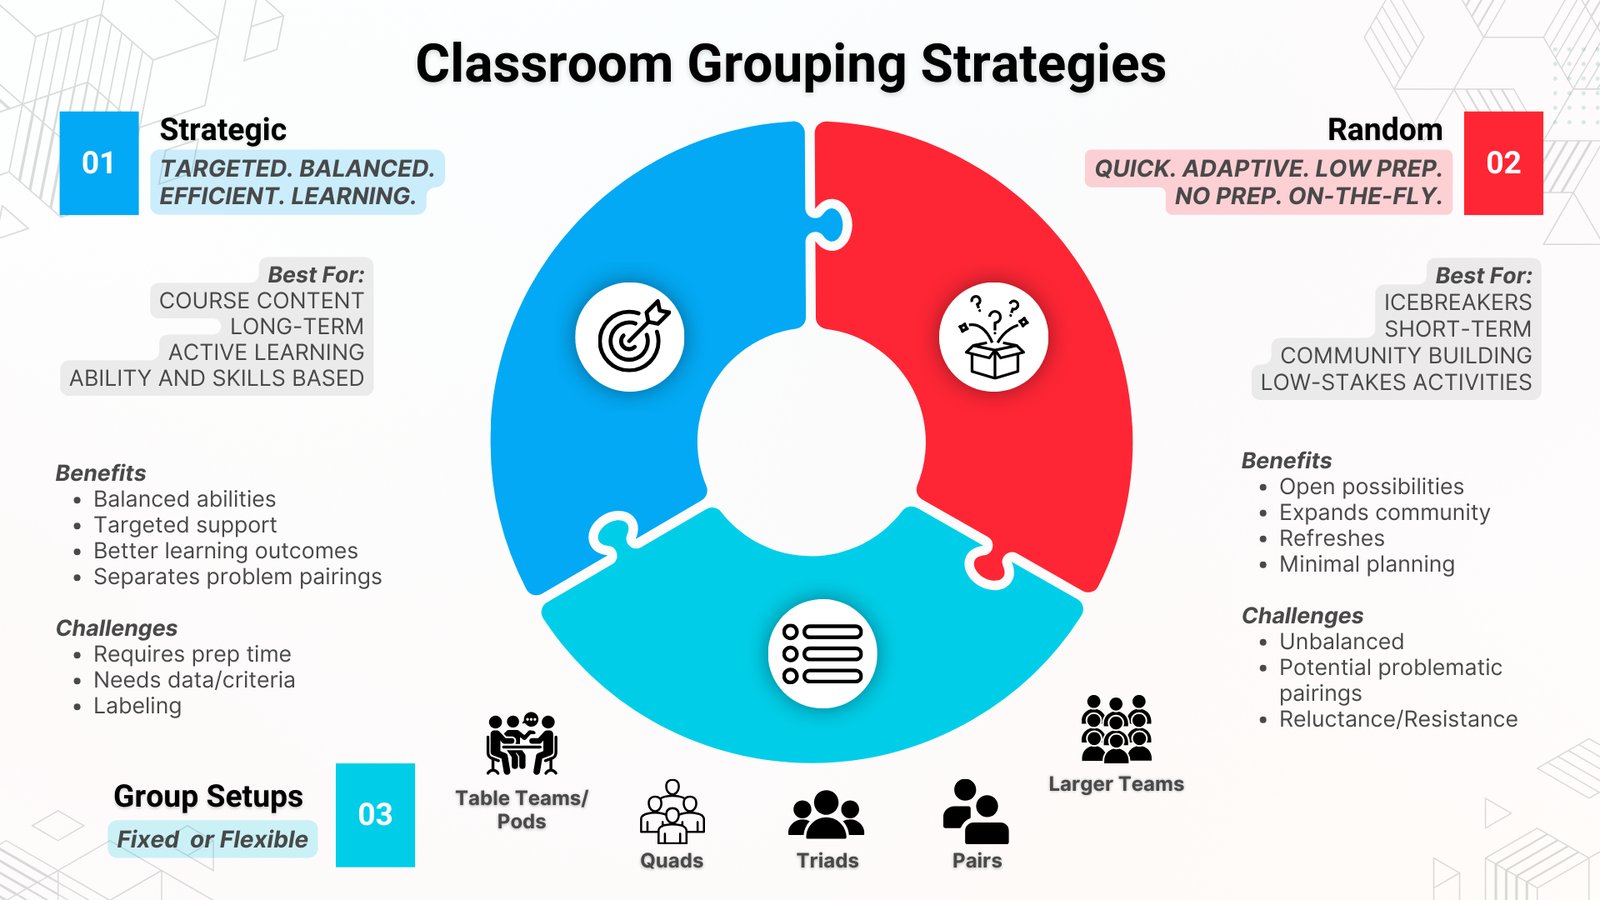 Classroom Grouping Strategies
01
Strategic
TARGETED. BALANCED.
EFFICIENT. LEARNING.
Best For:
COURSE CONTENT
LONG-TERM
ACTIVE LEARNING
ABILITY AND SKILLS BASED
Benefits
• Balanced abilities
• Targeted support
• Better learning outcomes
• Separates problem pairings
Challenges
• Requires prep time
• Needs data/criteria
• Labeling
Random
02
QUICK. ADAPTIVE. LOW PREP.
NO PREP. ON-THE-FLY.
Best For:
ICEBREAKERS
SHORT-TERM
COMMUNITY BUILDING
LOW-STAKES ACTIVITIES
Benefits
• Open possibilities
• Expands community
• Refreshes
• Minimal planning
Challenges
• Unbalanced
• Potential problematic
pairings
• Reluctance/Resistance
? ? ?
Group Setups
Fixed or Flexible
03
Table Teams/
Pods
Quads
Triads
Pairs
Larger Teams